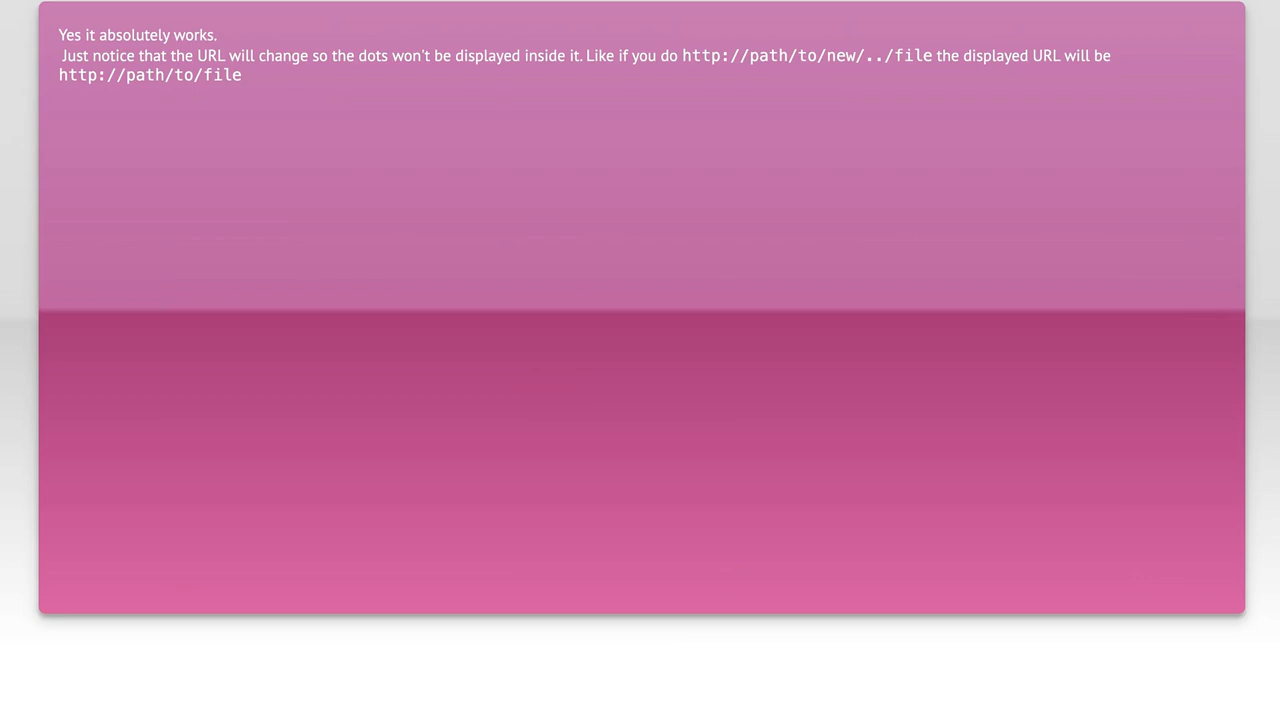 Yes it absolutely works.
Just notice that the URL will change so the dots won't be displayed inside it. Like if you do http://path/to/new/../file the displayed URL will be
http://path/to/file